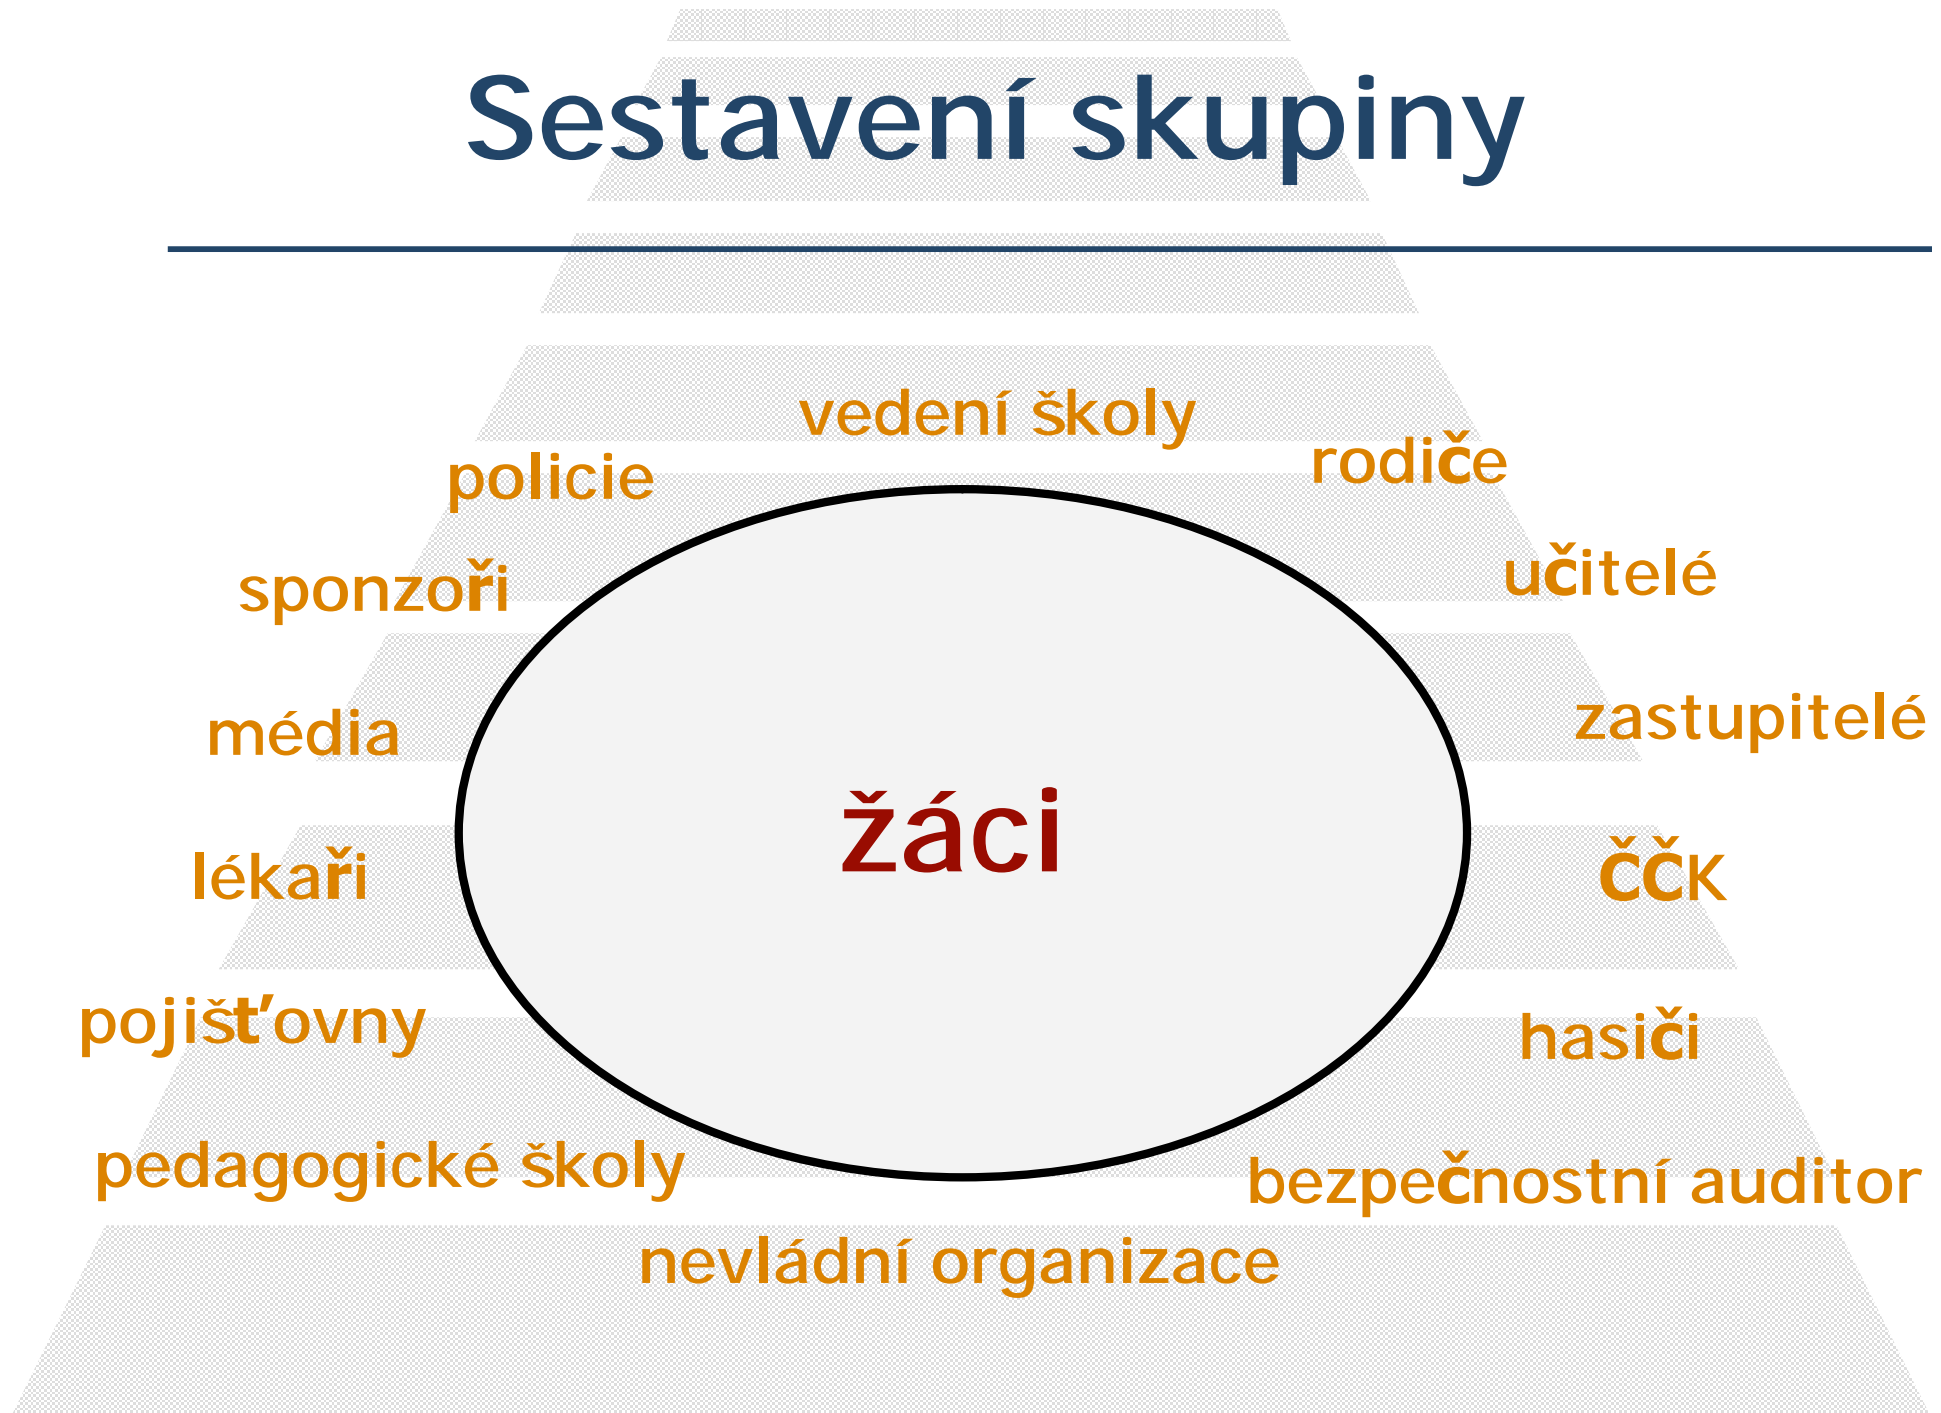 Sestavení skupiny
vedení školy
rodiče
policie
učitelé
sponzoři
zastupitelé
média
žáci
lékaři
ČČK
pojišťovny
hasiči
pedagogické školy
bezpečnostní auditor
nevládní organizace